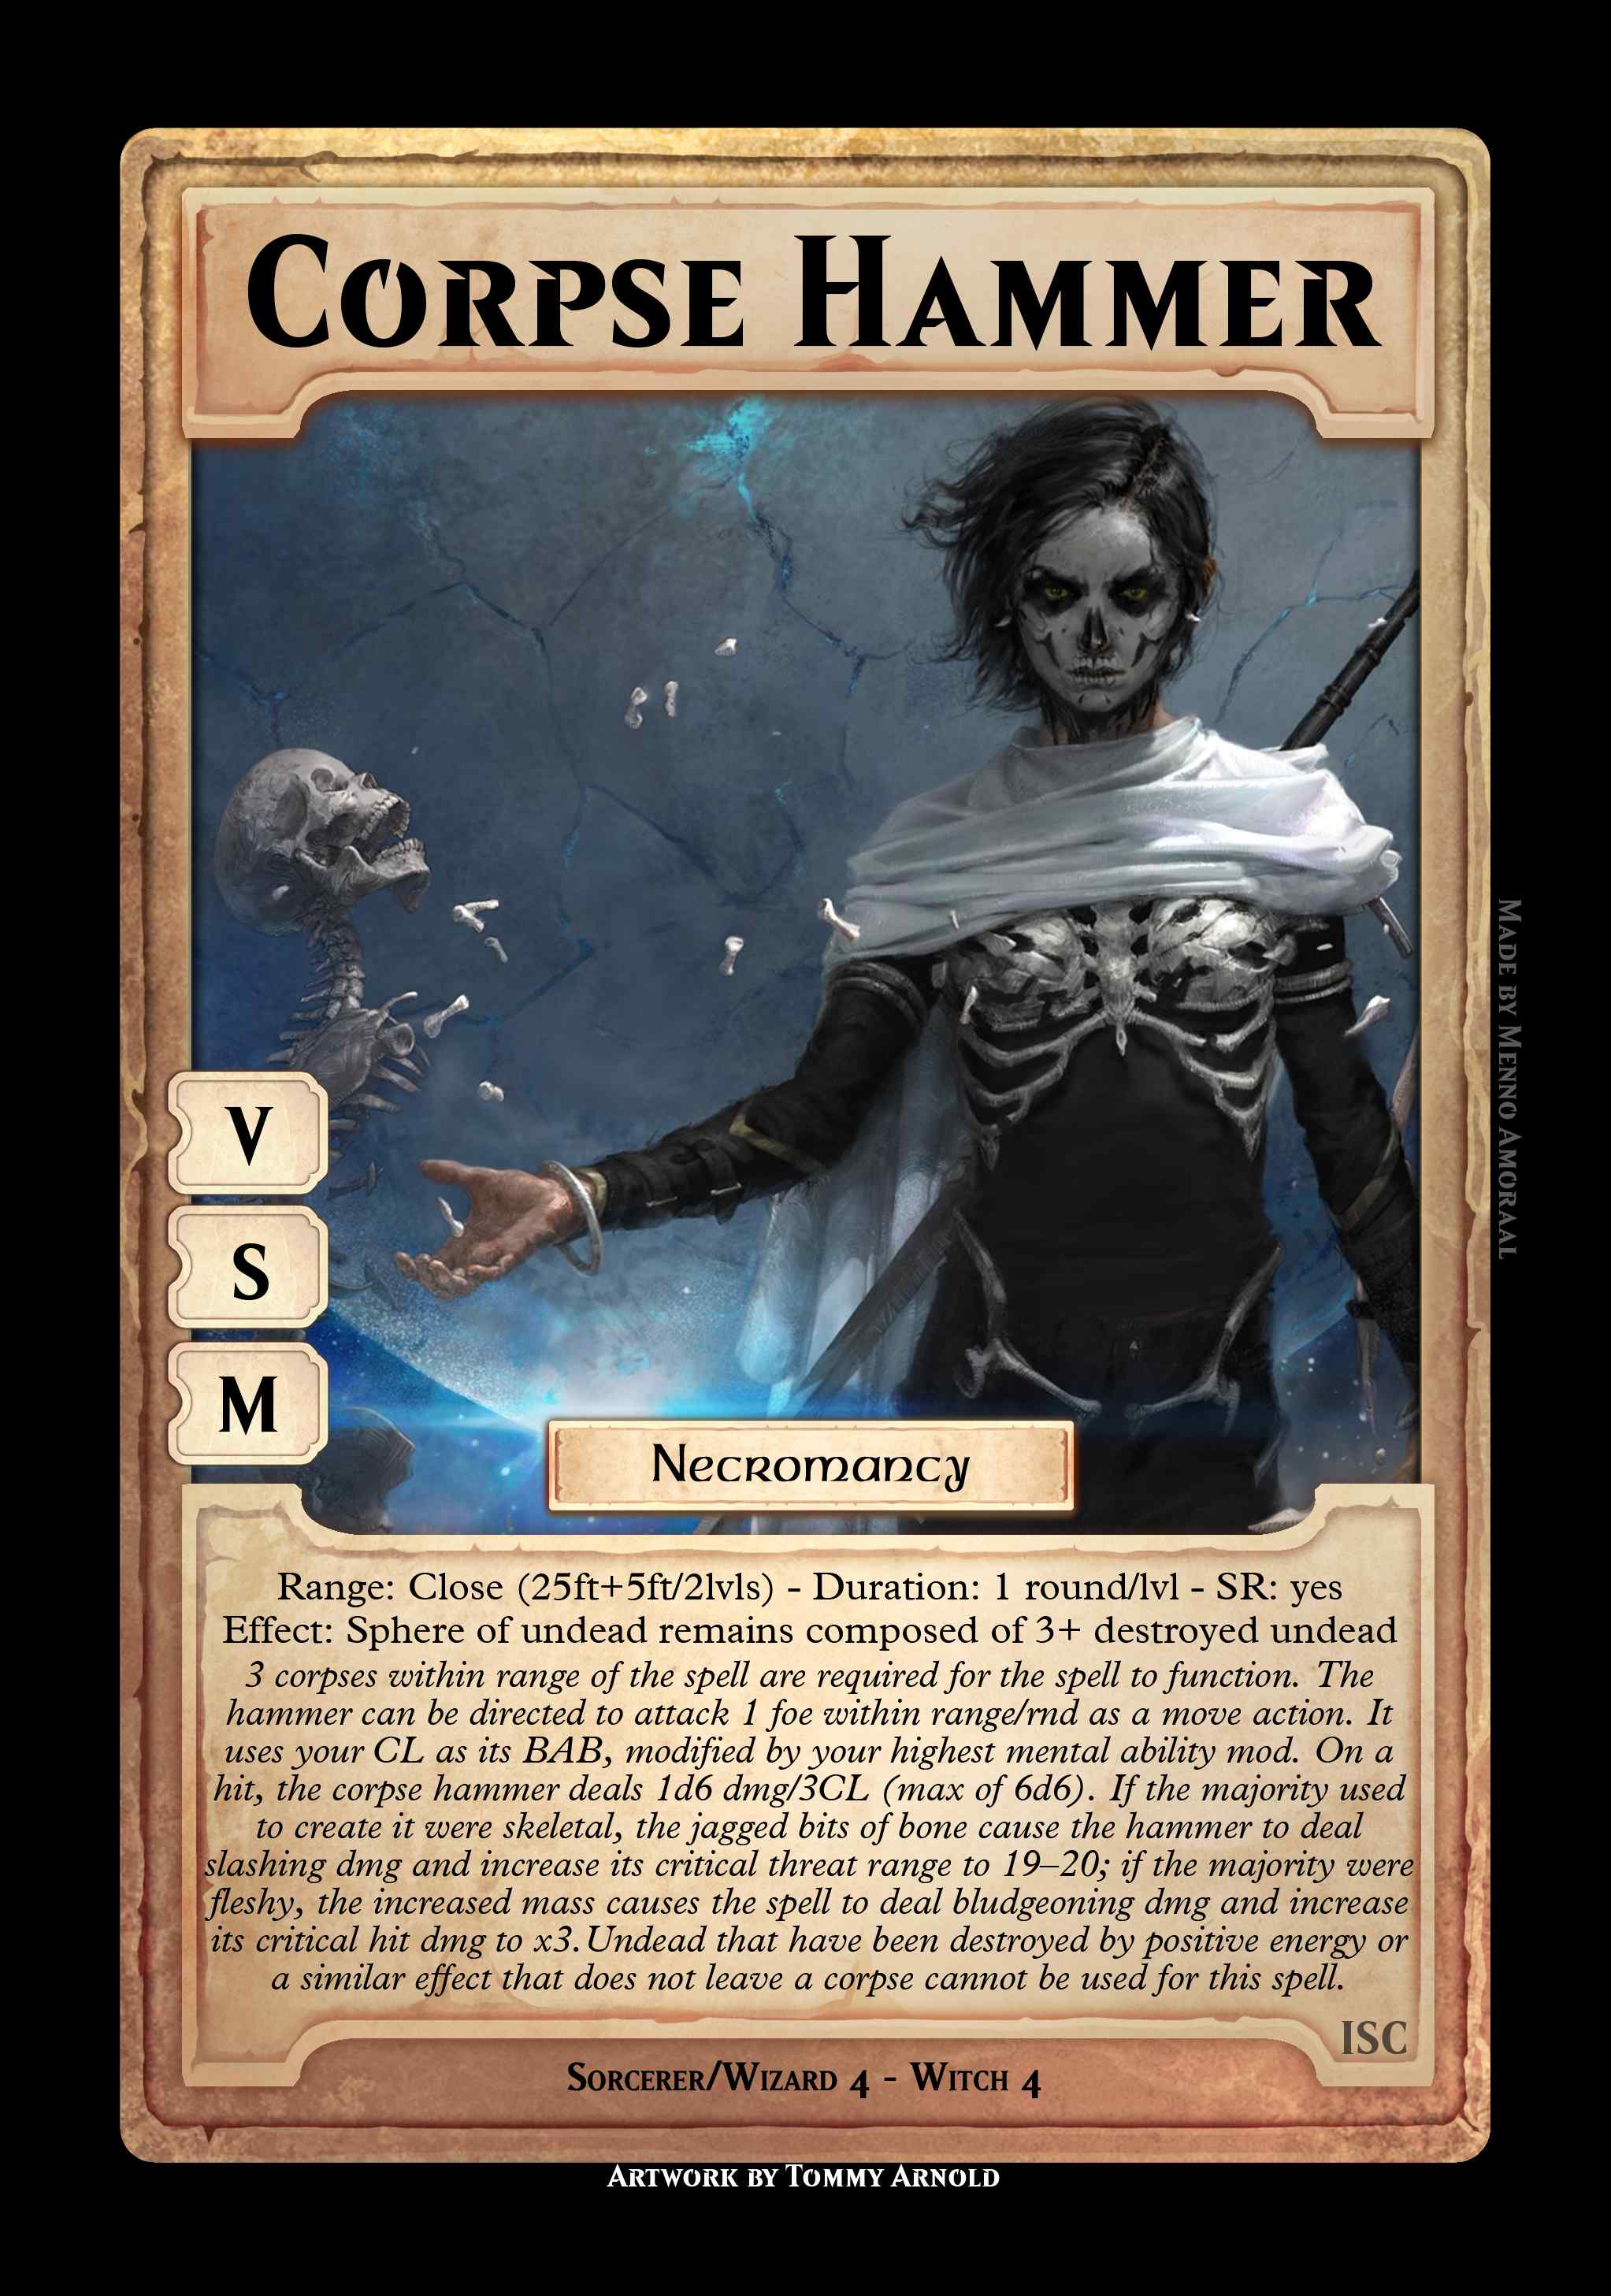 Corpse Hammer
V
S
M
Necromancy
Range: Close (25ft+5ft/2lvls) - Duration: 1 round/lvl - SR: yes
Effect: Sphere of undead remains composed of 3+ destroyed undead
3 corpses within range of the spell are required for the spell to function. The
hammer can be directed to attack 1 foe within range/rnd as a move action. It
uses your CL as its BAB, modified by your highest mental ability mod. On a
hit, the corpse hammer deals 1d6 dmg/3CL (max of 6d6). If the majority used
to create it were skeletal, the jagged bits of bone cause the hammer to deal
slashing dmg and increase its critical threat range to 19–20; if the majority were
fleshy, the increased mass causes the spell to deal bludgeoning dmg and increase
its critical hit dmg to x3. Undead that have been destroyed by positive energy or
a similar effect that does not leave a corpse cannot be used for this spell.
ISC
Sorcerer/Wizard 4 - Witch 4
Artwork by Tommy Arnold
Made by Menno Amoraal